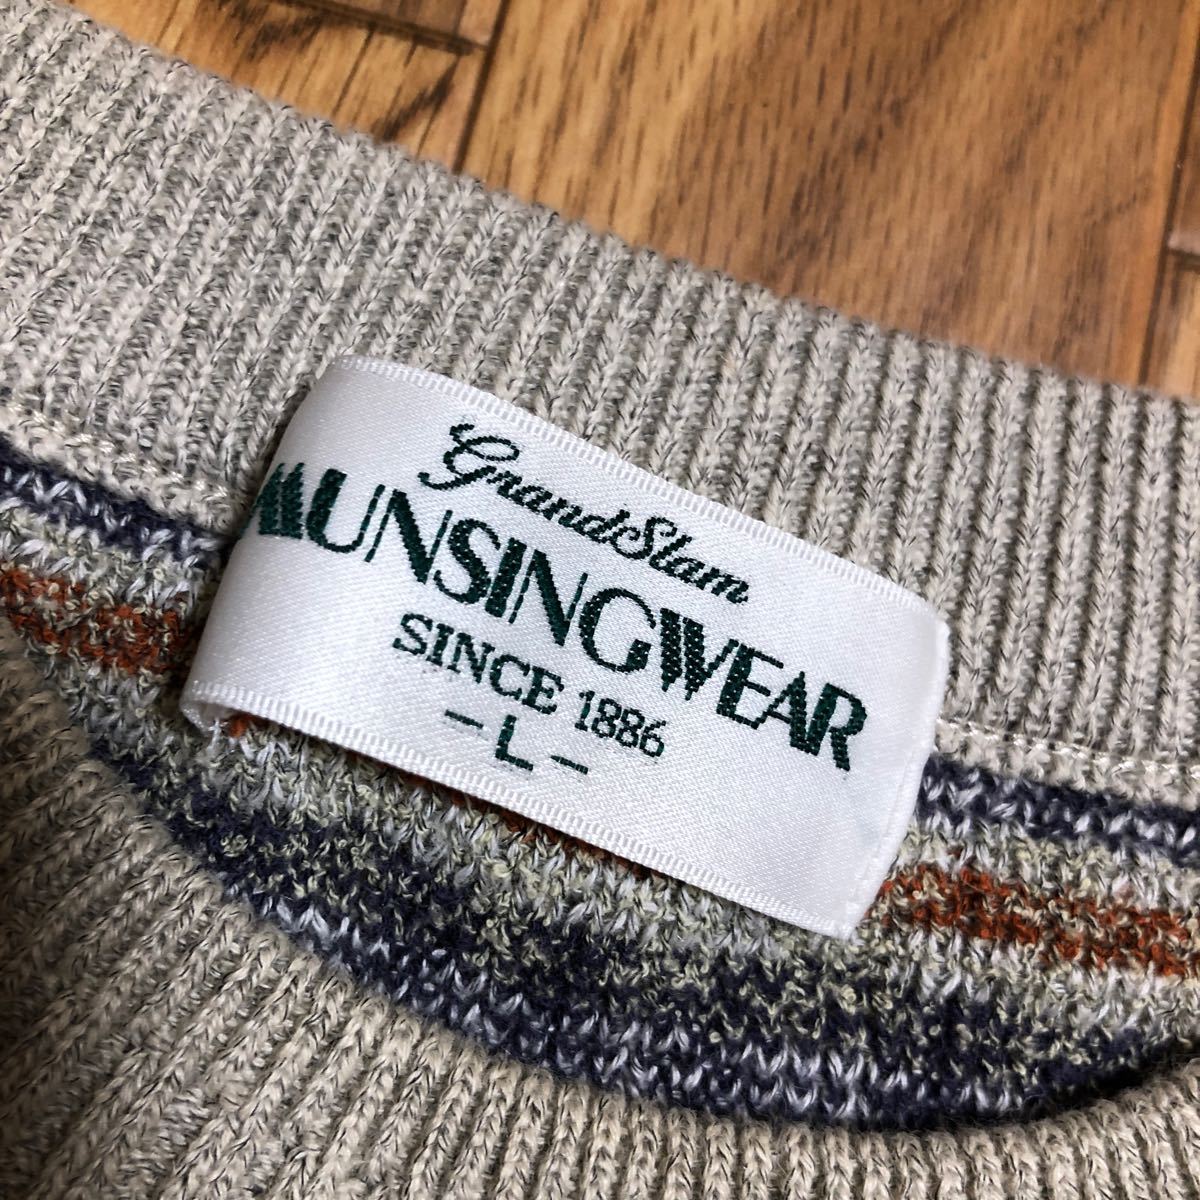 GrandSlam
MUNSINGWEAR
SINCE 1886
-L-